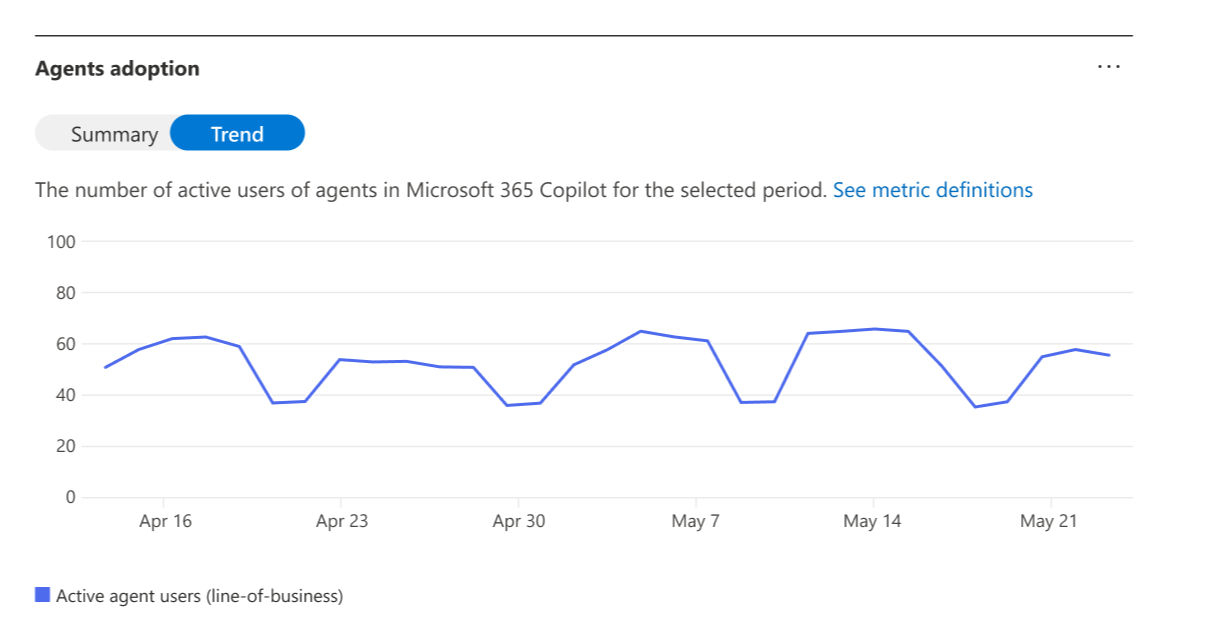 Agents adoption
...
Summary
Trend
The number of active users of agents in Microsoft 365 Copilot for the selected period. See metric definitions
100
80
60
40
20
0
Apr 16 Apr 23 Apr 30 May 7 May 14 May 21
Active agent users (line-of-business)